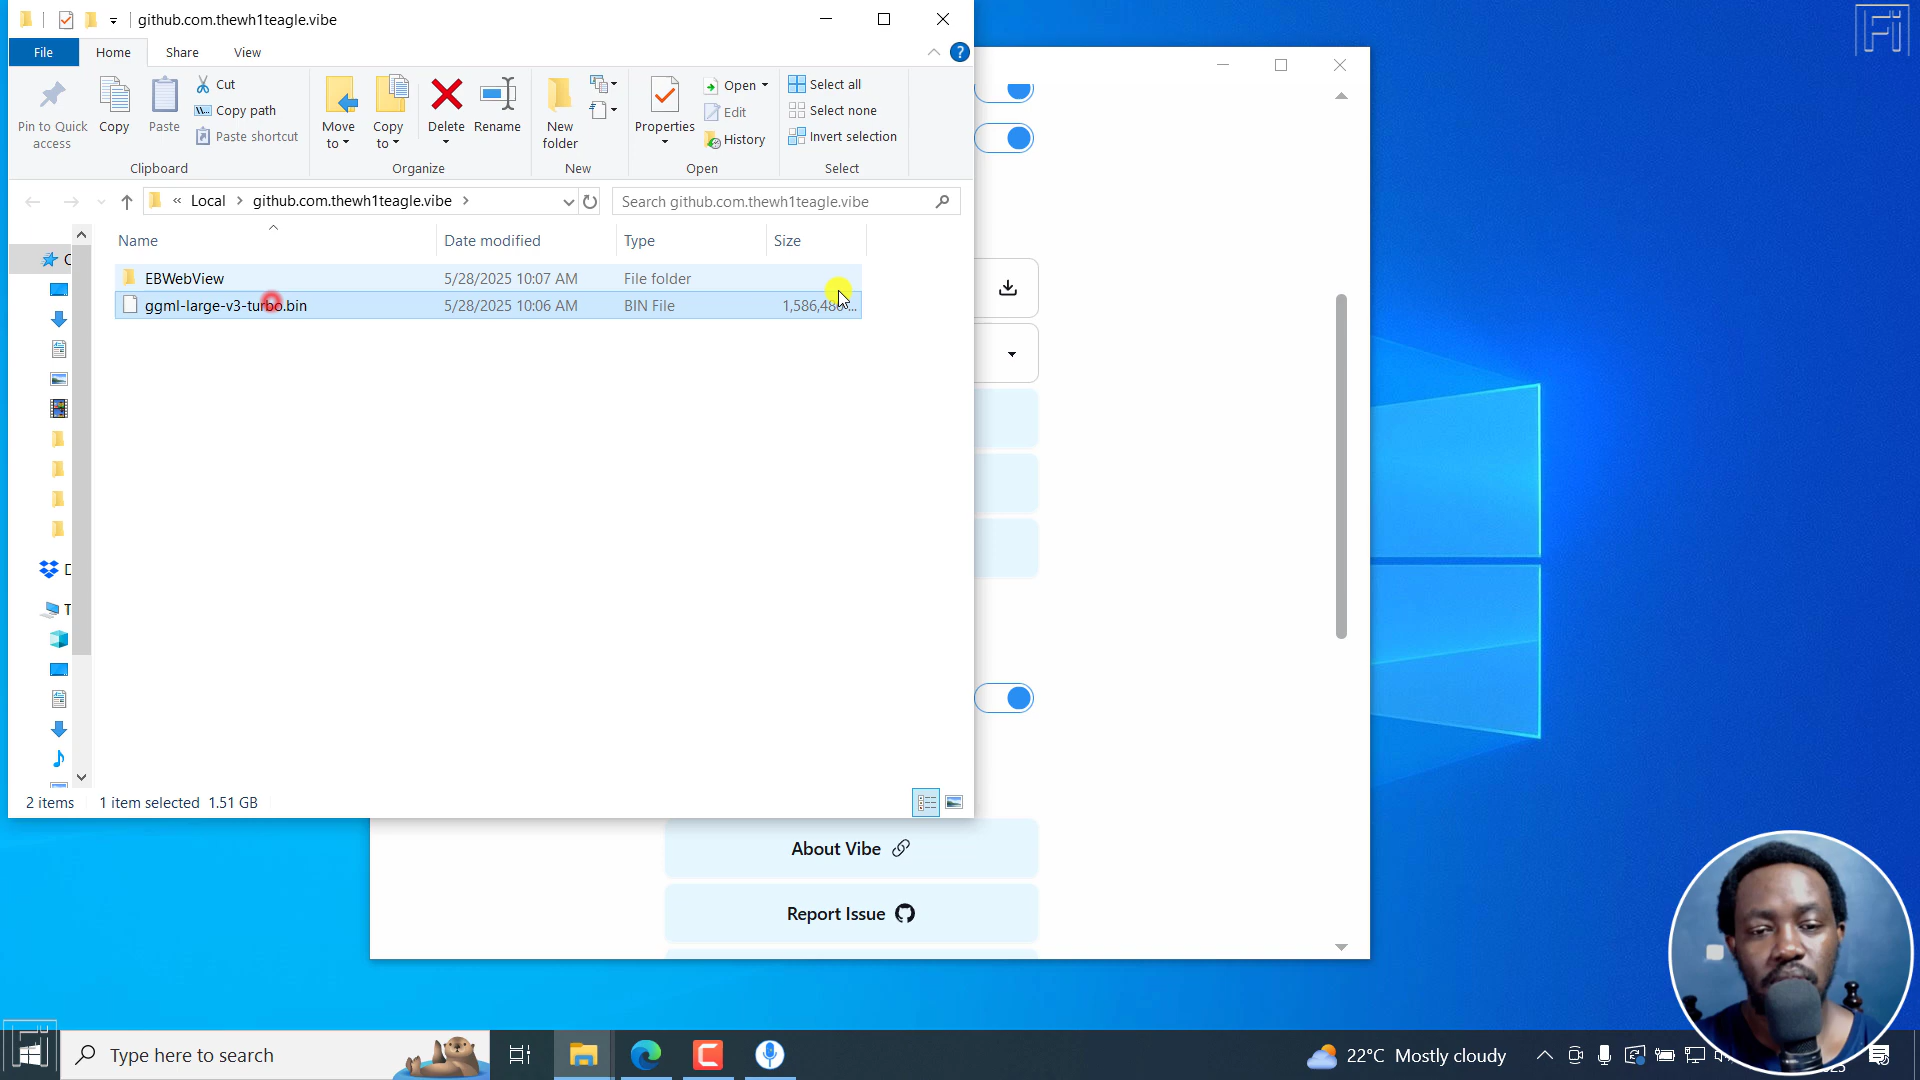 github.com.thewh1teagle.vibe
File
Home
Share
View
Pin to Quick access
Copy
Paste
Cut
Copy path
Paste shortcut
Move to
Copy to
Delete
Rename
New folder
Properties
Open
Edit
History
Select all
Select none
Invert selection
Clipboard
Organize
New
Open
Select
« Local > github.com.thewh1teagle.vibe >
Search github.com.thewh1teagle.vibe
Name
Date modified
Type
Size
EBWebView
5/28/2025 10:07 AM
File folder
ggml-large-v3-turbo.bin
5/28/2025 10:06 AM
BIN File
2 items
1 item selected 1.51 GB
About Vibe
Report Issue
Type here to search
22°C Mostly cloudy
Fi